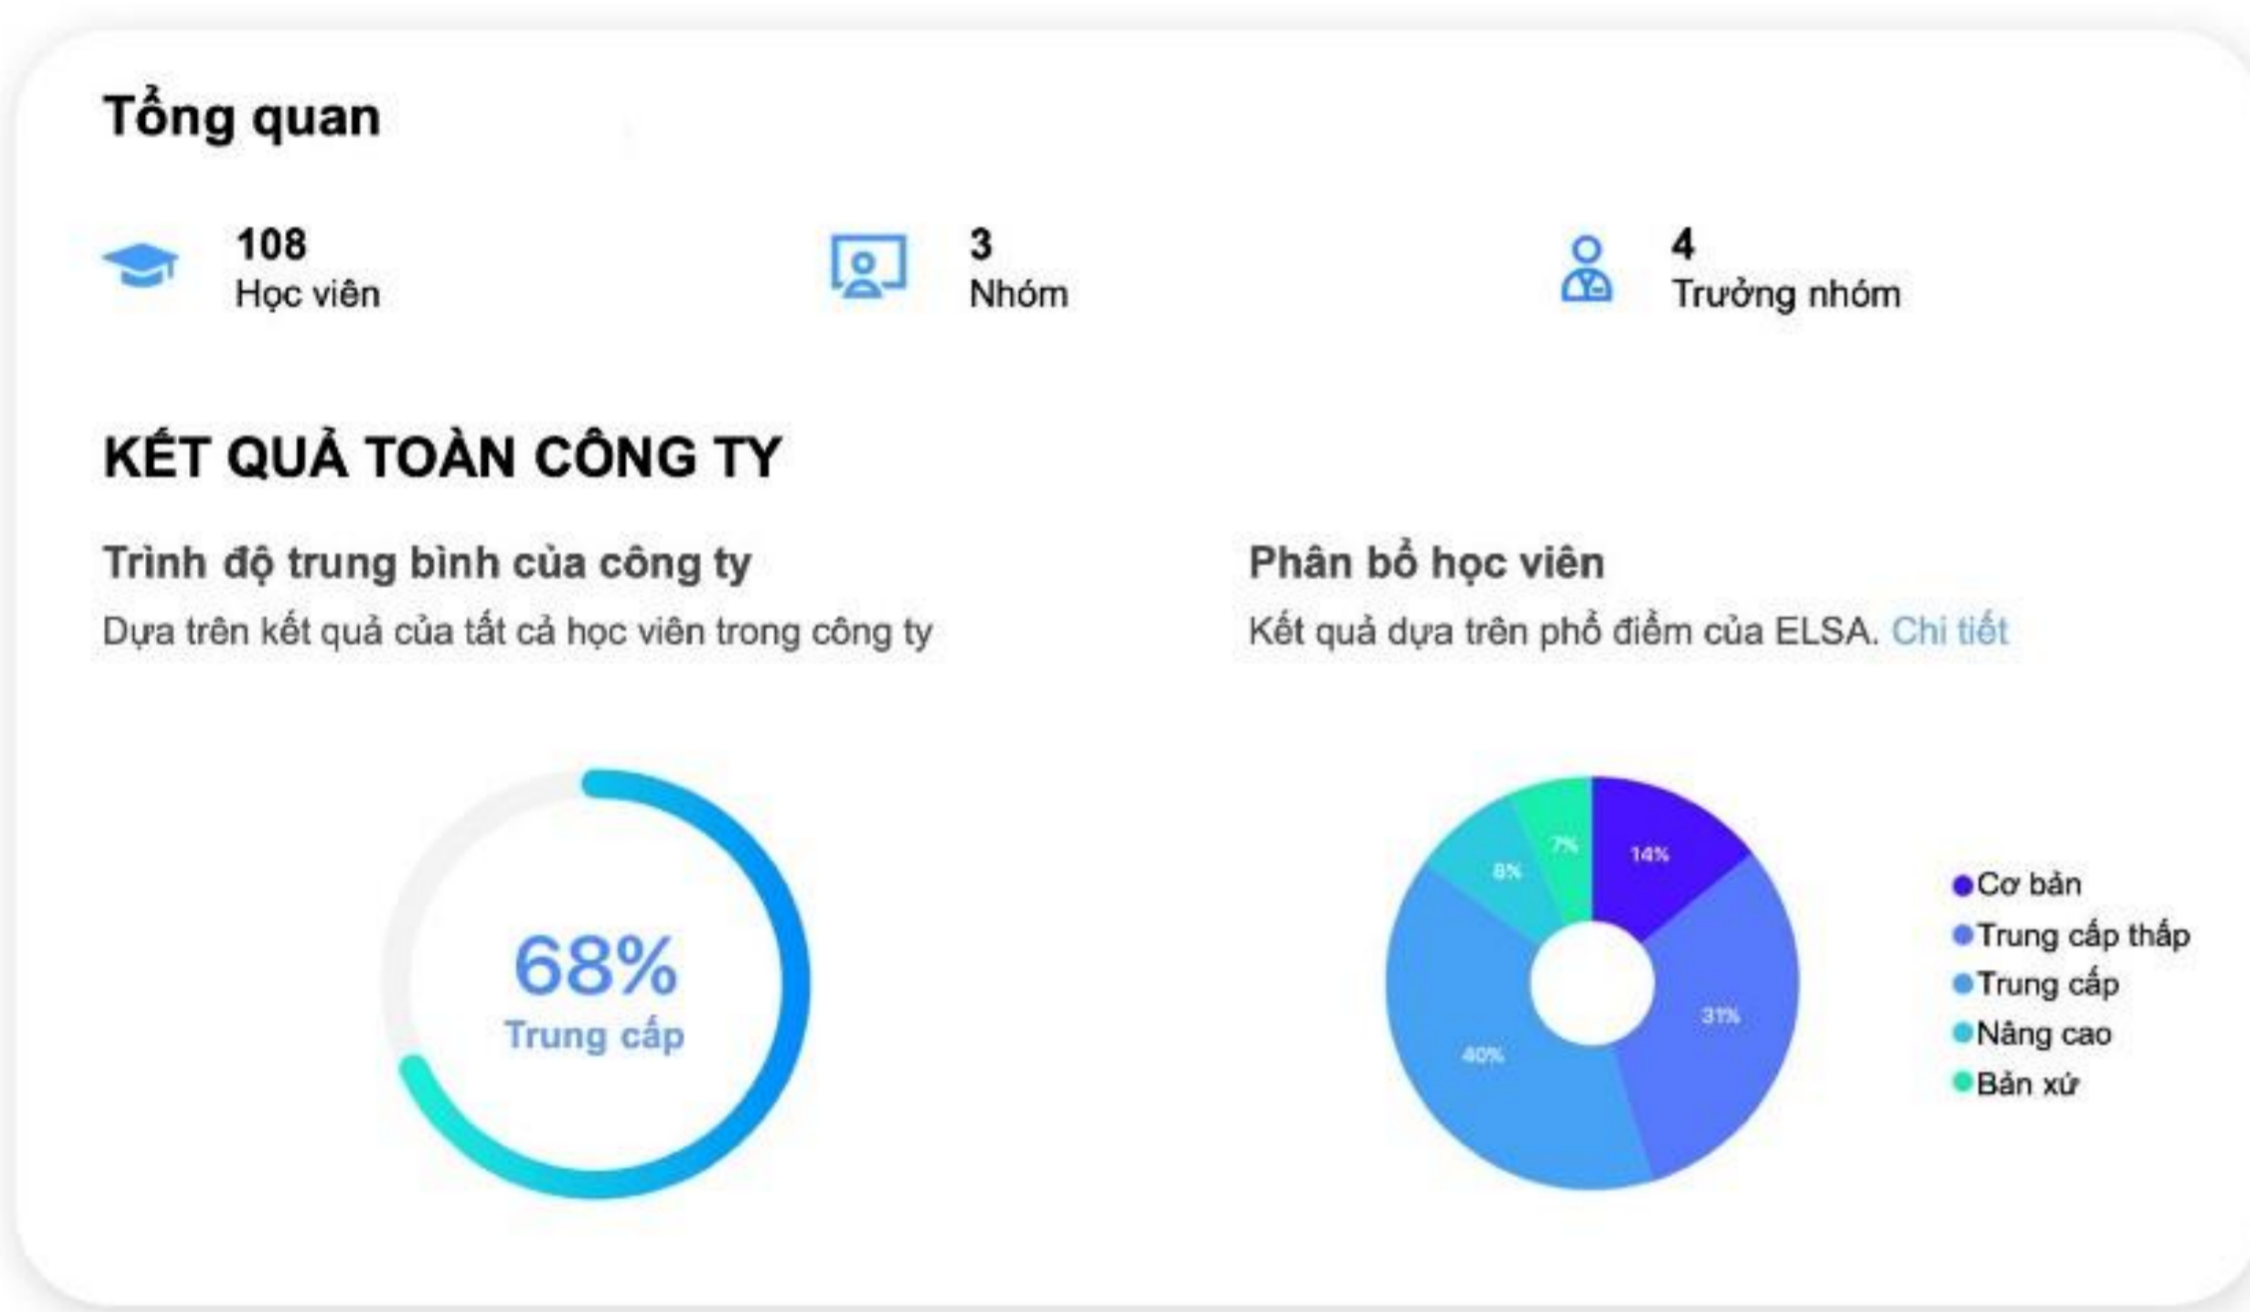 Tổng quan
108
Học viên
3
Nhóm
4
Trưởng nhóm
KẾT QUẢ TOÀN CÔNG TY
Trình độ trung bình của công ty
Dựa trên kết quả của tất cả học viên trong công ty
68%
Trung cấp
Phân bổ học viên
Kết quả dựa trên phổ điểm của ELSA. Chi tiết
7%
14%
8%
31%
40%
Cơ bản
Trung cấp thấp
Trung cấp
Nâng cao
Bản xứ